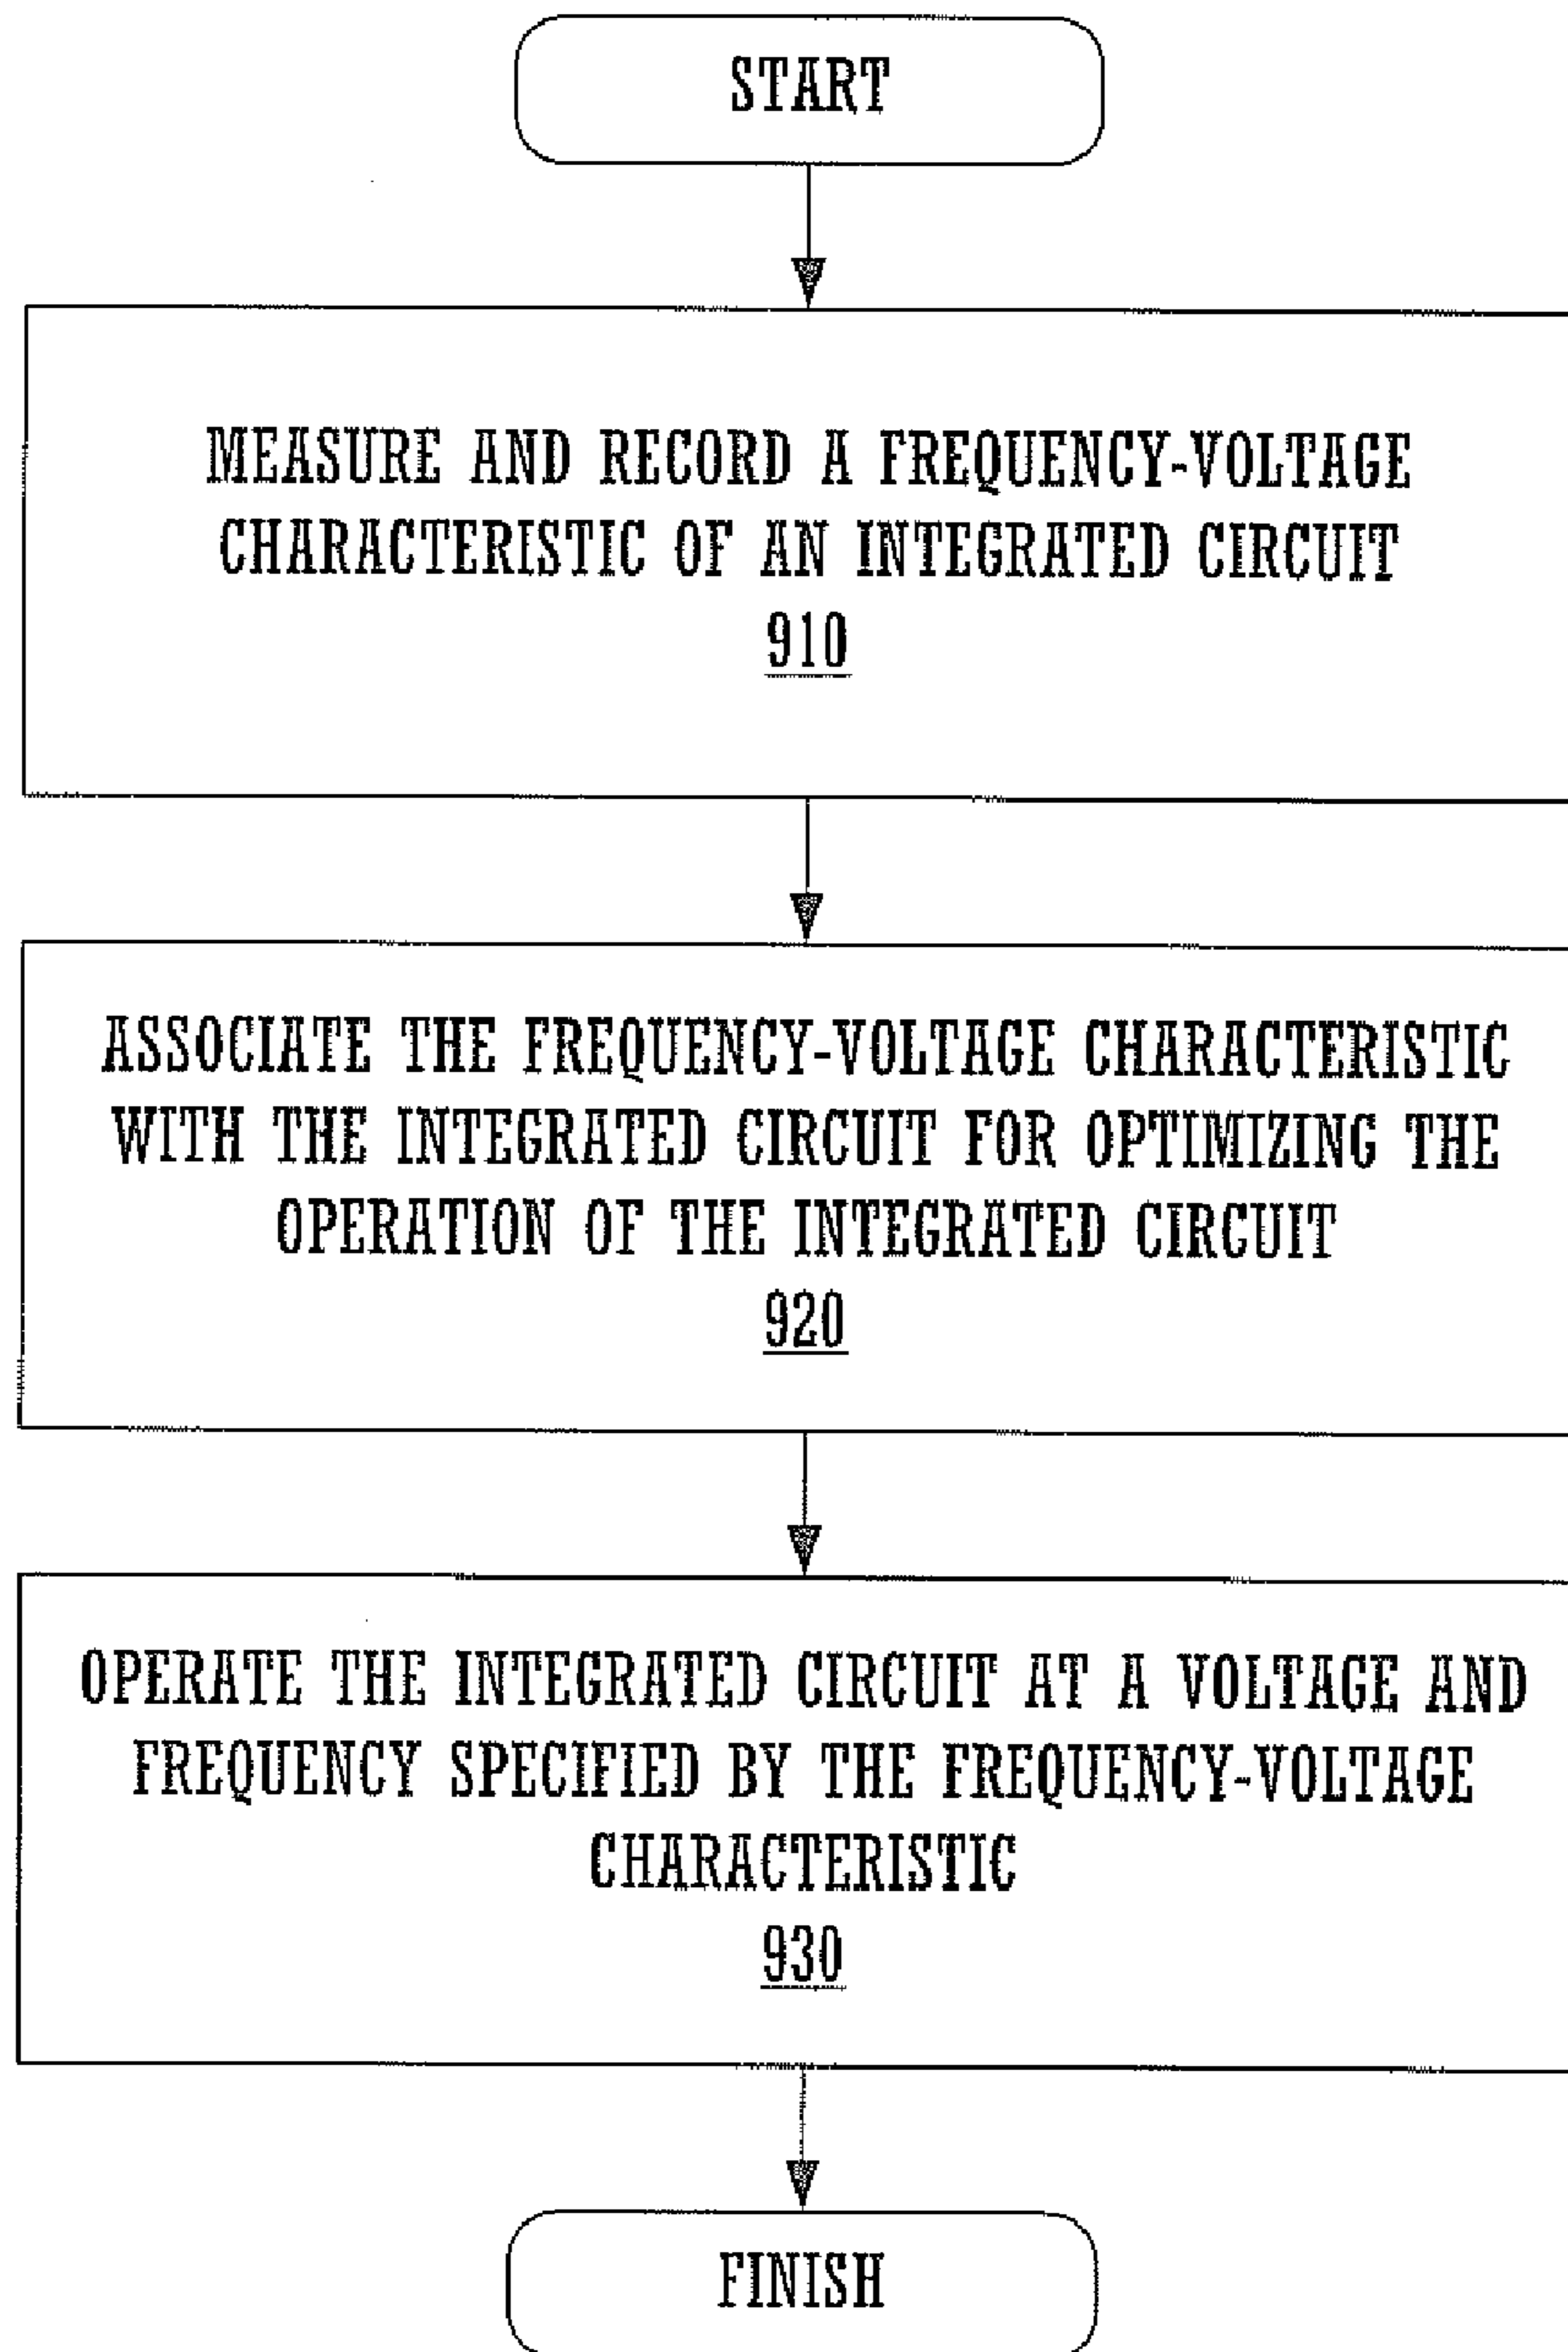 START
MEASURE AND RECORD A FREQUENCY-VOLTAGE
CHARACTERISTIC OF AN INTEGRATED CIRCUIT
910
ASSOCIATE THE FREQUENCY-VOLTAGE CHARACTERISTIC
WITH THE INTEGRATED CIRCUIT FOR OPTIMIZING THE
OPERATION OF THE INTEGRATED CIRCUIT
920
OPERATE THE INTEGRATED CIRCUIT AT A VOLTAGE AND
FREQUENCY SPECIFIED BY THE FREQUENCY-VOLTAGE
CHARACTERISTIC
930
FINISH